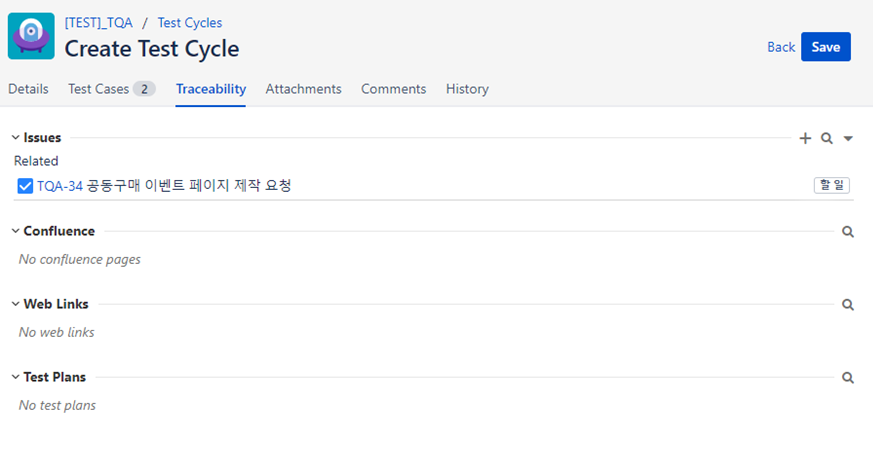 [TEST]_TQA / Test Cycles
Create Test Cycle
Back Save
Details Test Cases 2 Traceability Attachments Comments History
Issues
Related
TQA-34 공동구매 이벤트 페이지 제작 요청 할 일
Confluence
No confluence pages
Web Links
No web links
Test Plans
No test plans